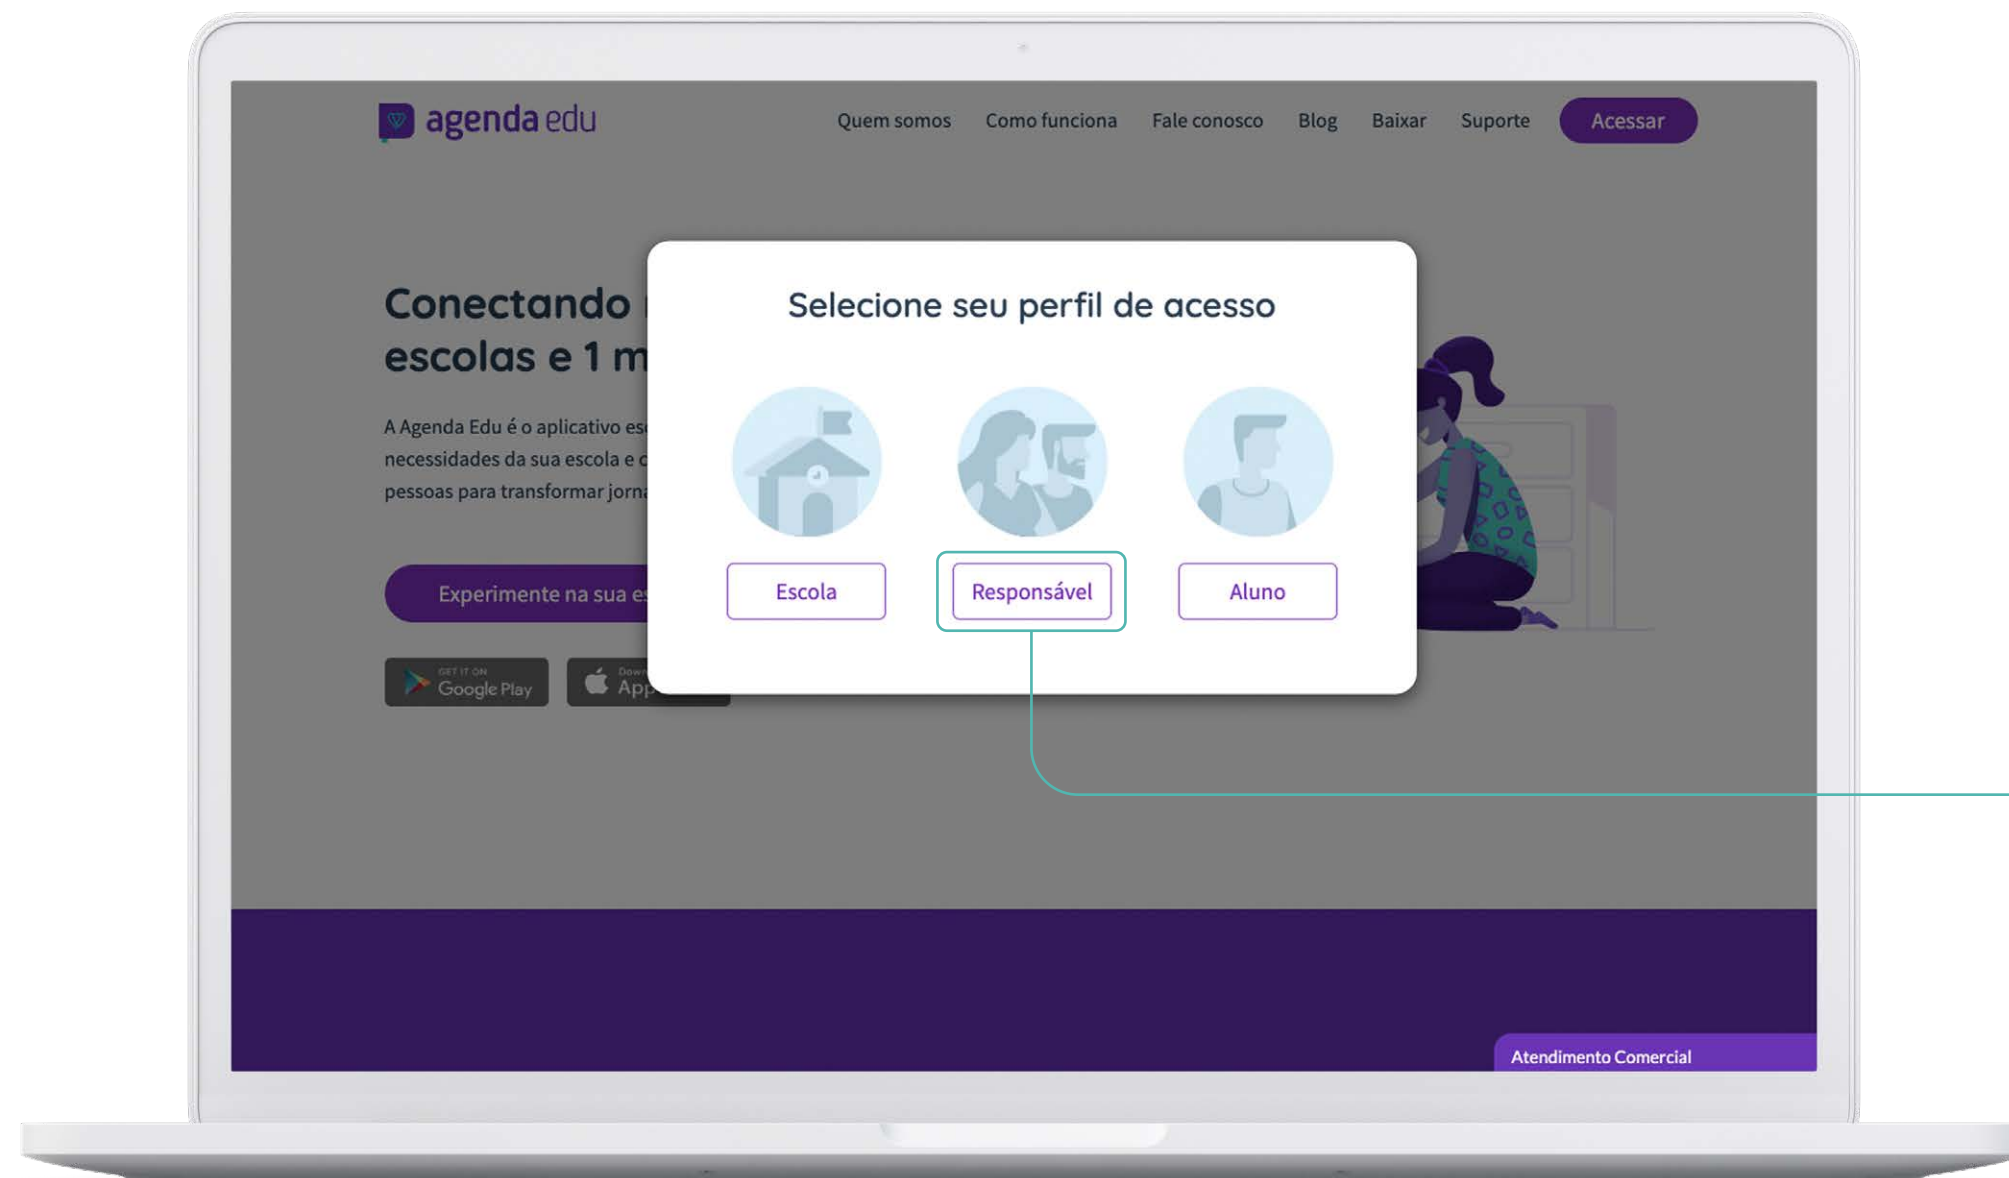 agenda edu
Quem somos
Como funciona
Fale conosco
Blog
Baixar
Suporte
Acessar
Conectando
escolas e 1 m
A Agenda Edu é o aplicativo es
necessidades da sua escola e
pessoas para transformar jorn
Experimente na sua e
GET IT ON
Google Play
Down
App
Selecione seu perfil de acesso
Escola
Responsável
Aluno
Atendimento Comercial